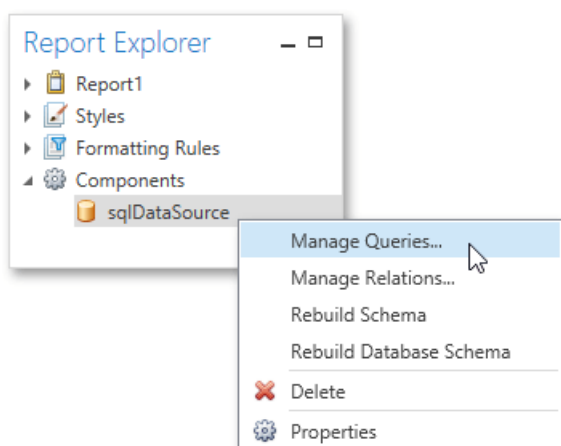 Report Explorer
Report1
Styles
Formatting Rules
Components
sqlDataSource
Manage Queries...
Manage Relations...
Rebuild Schema
Rebuild Database Schema
Delete
Properties